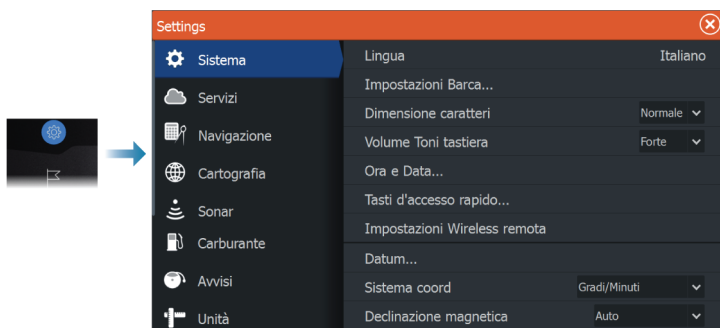 Settings
Sistema
Servizi
Navigazione
Cartografia
Sonar
Carburante
Avvisi
Unità
Lingua Italiano
Impostazioni Barca...
Dimensione caratteri Normale
Volume Toni tastiera Forte
Ora e Data...
Tasti d'accesso rapido...
Impostazioni Wireless remota
Datum...
Sistema coord Gradi/Minuti
Declinazione magnetica Auto